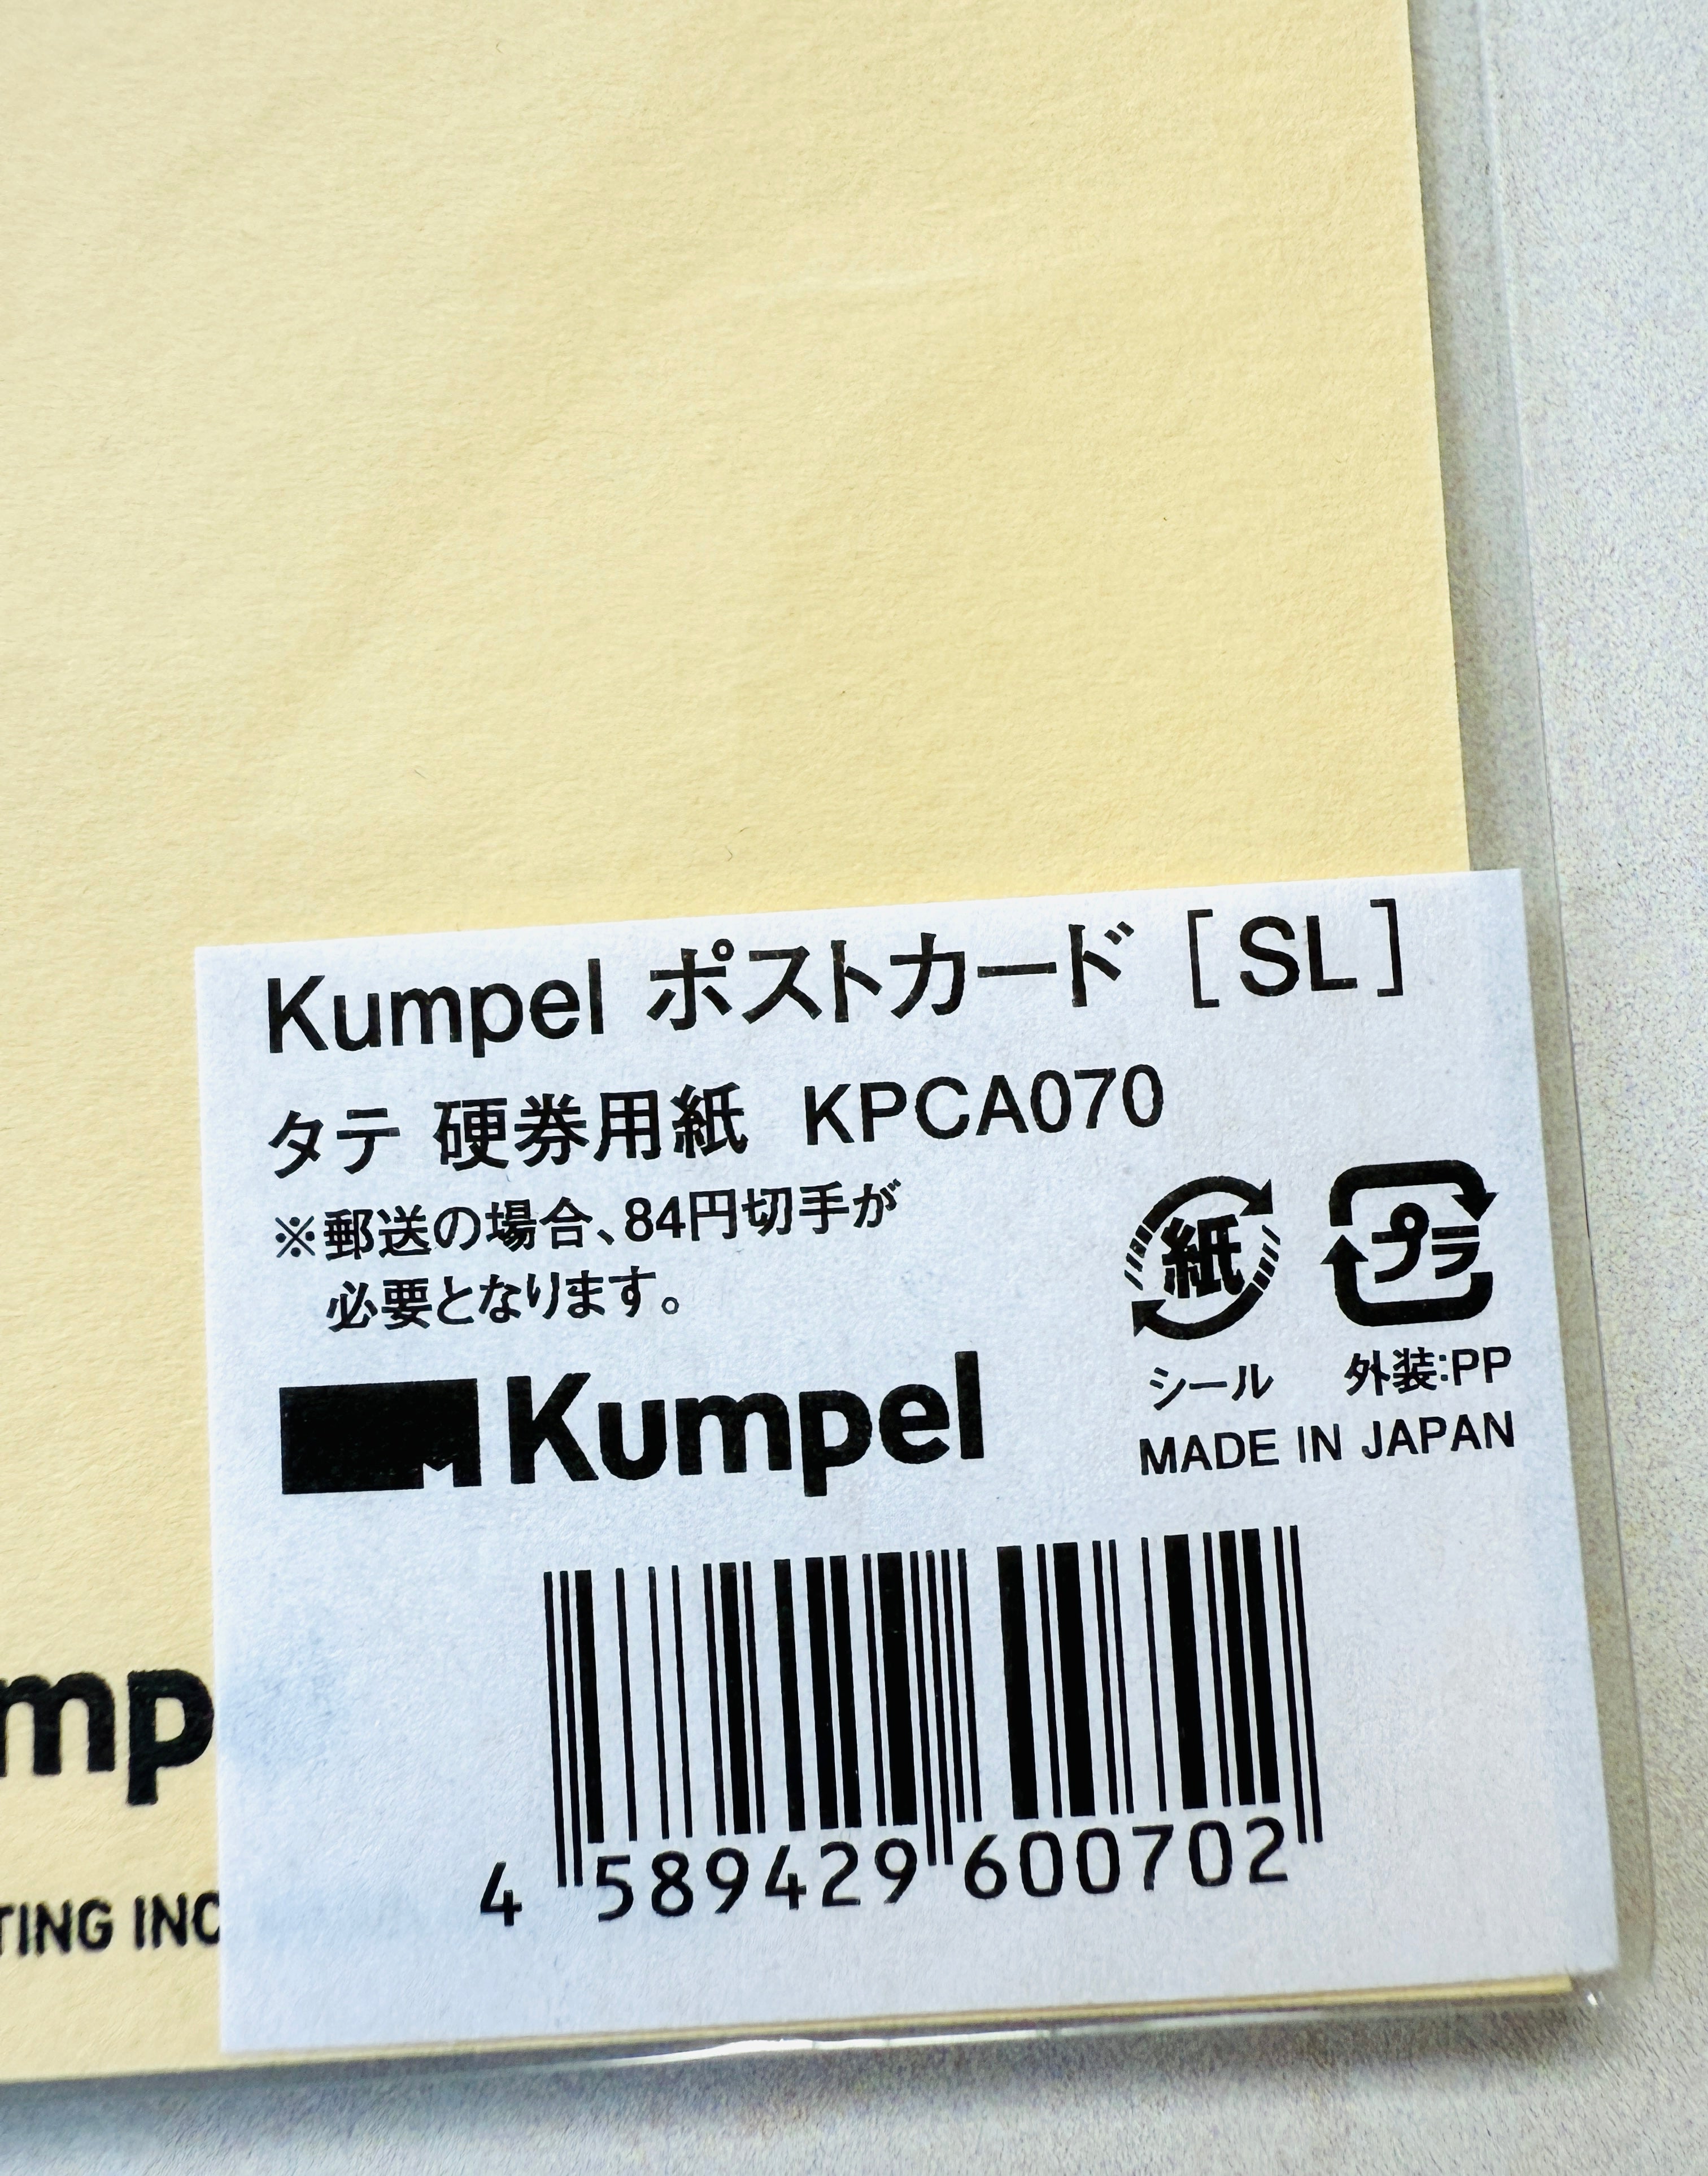 Kumpel ポストカード [SL]
タテ 硬券用紙 KPCA070
※郵送の場合、84円切手が
必要となります。
紙
プラ
シール 外装:PP
MADE IN JAPAN
Kumpel
4 589429 600702
mp
TING INC